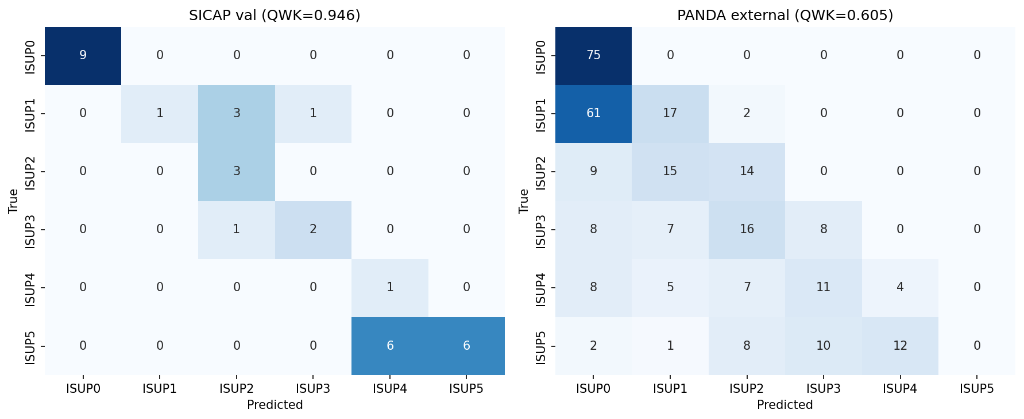 SICAP val (QWK=0.946)
True
ISUP0 9 0 0 0 0 0
ISUP1 0 1 3 1 0 0
ISUP2 0 0 3 0 0 0
ISUP3 0 0 1 2 0 0
ISUP4 0 0 0 0 1 0
ISUP5 0 0 0 0 6 6
ISUP0 ISUP1 ISUP2 ISUP3 ISUP4 ISUP5
Predicted
PANDA external (QWK=0.605)
True
ISUP0 75 0 0 0 0 0
ISUP1 61 17 2 0 0 0
ISUP2 9 15 14 0 0 0
ISUP3 8 7 16 8 0 0
ISUP4 8 5 7 11 4 0
ISUP5 2 1 8 10 12 0
ISUP0 ISUP1 ISUP2 ISUP3 ISUP4 ISUP5
Predicted